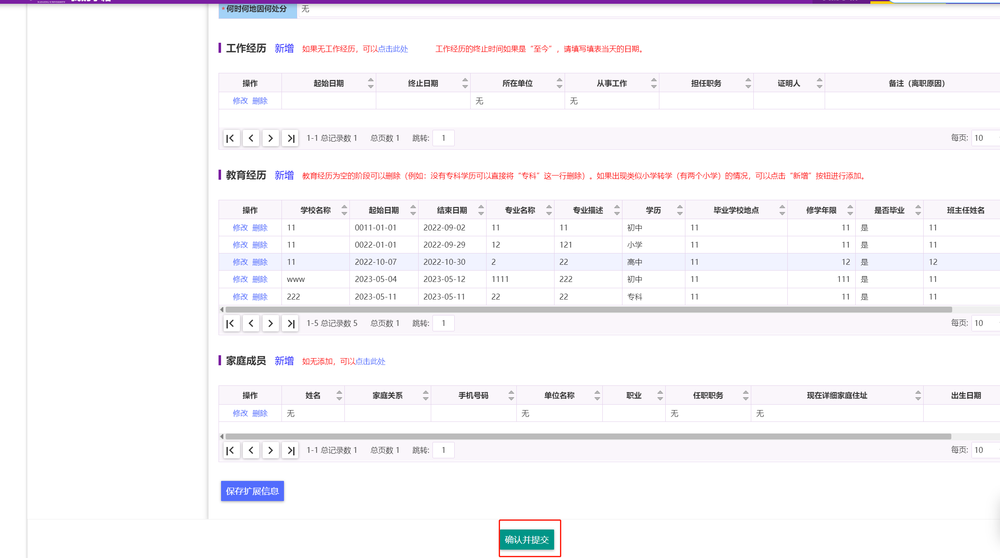 NANJING UNIVERSITY
*何时何地因何处分 无
工作经历 新增 如果无工作经历，可以点击此处 工作经历的终止时间如果是“至今”，请填写填表当天的日期。
操作 起始日期 终止日期 所在单位 从事工作 担任职务 证明人 备注（离职原因）
修改 删除 无 无
1-1 总记录数 1 总页数 1 跳转: 1 每页: 10
教育经历 新增 教育经历为空的阶段可以删除（例如：没有专科学历可以直接将“专科”这一行删除）。如果出现类似小学转学（有两个小学）的情况，可以点击“新增”按钮进行添加。
操作 学校名称 起始日期 结束日期 专业名称 专业描述 学历 毕业学校地点 修学年限 是否毕业 班主任姓名
修改 删除 11 0011-01-01 2022-09-02 11 11 初中 11 11 是 11
修改 删除 11 0022-01-01 2022-09-29 12 121 小学 11 11 是 11
修改 删除 11 2022-10-07 2022-10-30 2 22 高中 11 12 是 12
修改 删除 www 2023-05-04 2023-05-12 1111 222 初中 11 111 是 11
修改 删除 222 2023-05-11 2023-05-11 22 22 专科 11 11 是 11
1-5 总记录数 5 总页数 1 跳转: 1 每页: 10
家庭成员 新增 如无添加，可以点击此处
操作 姓名 家庭关系 手机号码 单位名称 职业 任职职务 现在详细家庭住址 出生日期
修改 删除 无 无 无 无
1-1 总记录数 1 总页数 1 跳转: 1 每页: 10
保存扩展信息
确认并提交